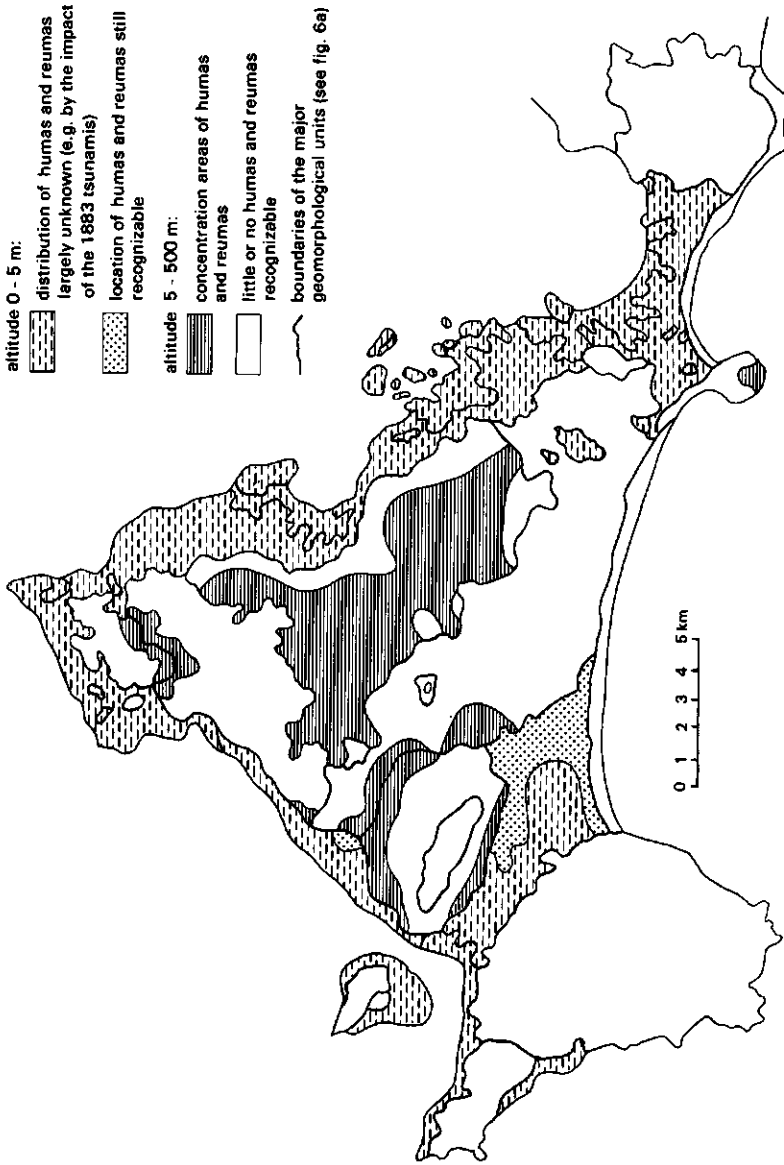 altitude 0 - 5 m:
distribution of humas and reumas
largely unknown (e.g. by the impact
of the 1883 tsunamis)
location of humas and reumas still
recognizable
altitude 5 - 500 m:
concentration areas of humas
and reumas
little or no humas and reumas
recognizable
boundaries of the major
geomorphological units (see fig. 6a)
0 1 2 3 4 5 km